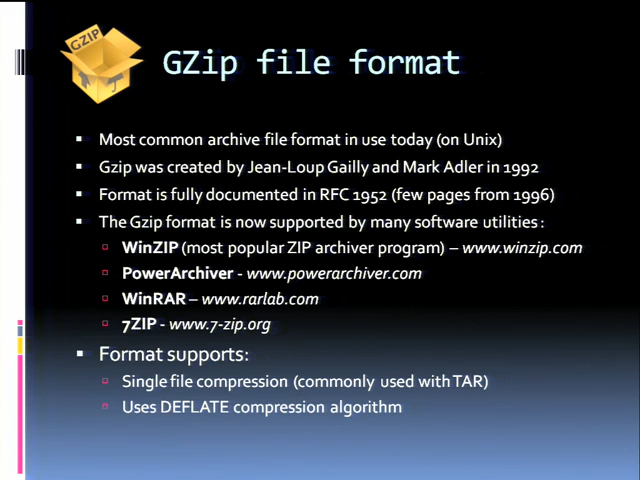 GZIP
GZip file format
Most common archive file format in use today (on Unix)
Gzip was created by Jean-Loup Gailly and Mark Adler in 1992
Format is fully documented in RFC 1952 (few pages from 1996)
The Gzip format is now supported by many software utilities:
WinZIP (most popular ZIP archiver program) – www.winzip.com
PowerArchiver - www.powerarchiver.com
WinRAR – www.rarlab.com
7ZIP - www.7-zip.org
Format supports:
Single file compression (commonly used with TAR)
Uses DEFLATE compression algorithm